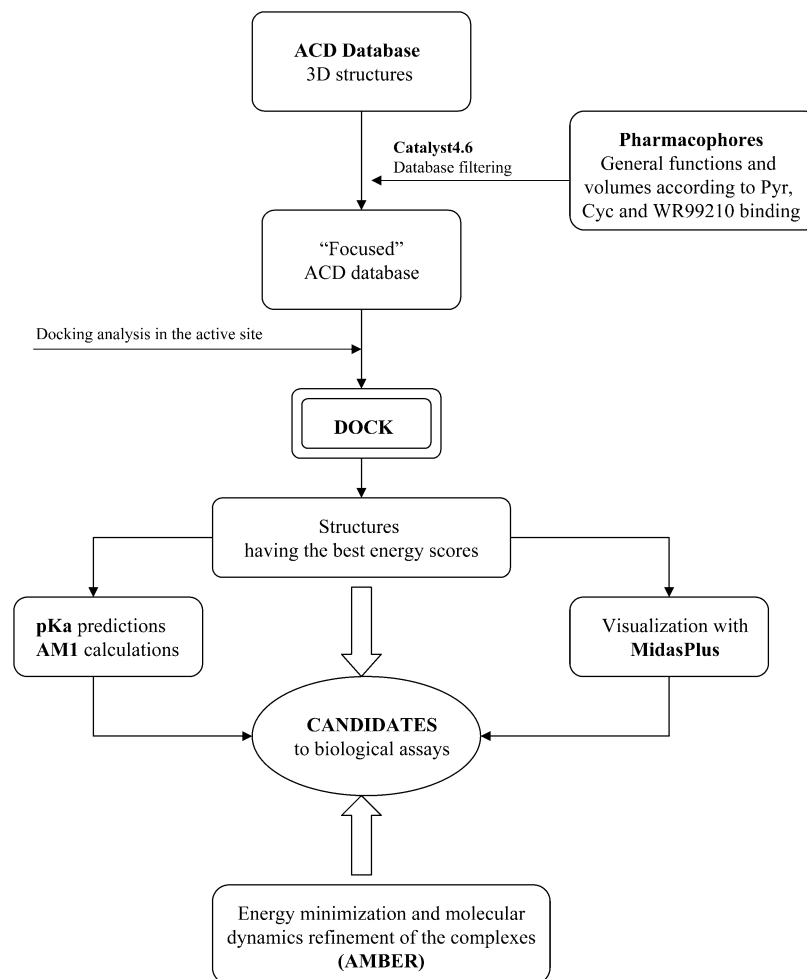 ACD Database
3D structures
Catalyst4.6
Database filtering
Pharmacophores
General functions and
volumes according to Pyr,
Cyc and WR99210 binding
“Focused”
ACD database
Docking analysis in the active site
DOCK
Structures
having the best energy scores
pKa predictions
AM1 calculations
Visualization with
MidasPlus
CANDIDATES
to biological assays
Energy minimization and molecular
dynamics refinement of the complexes
(AMBER)